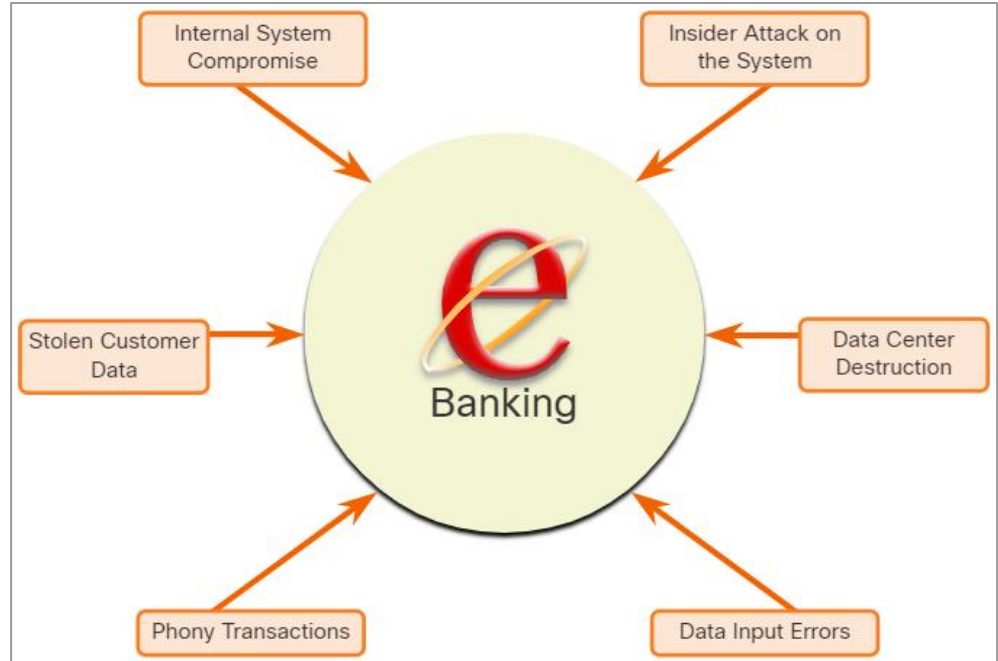 Internal System
Compromise
Insider Attack on
the System
Stolen Customer
Data
e
Banking
Data Center
Destruction
Phony Transactions
Data Input Errors